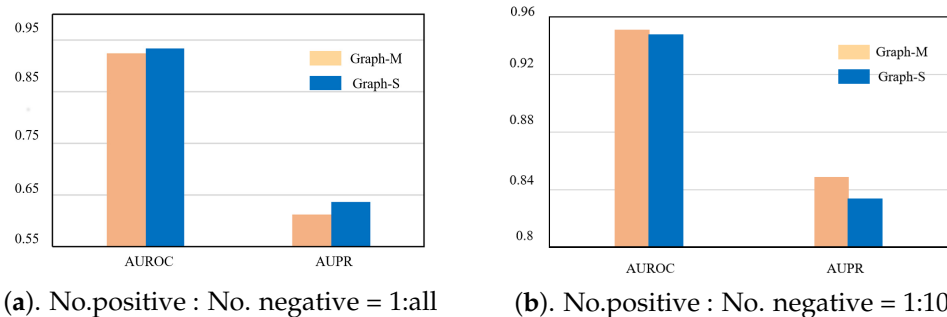 0.95
0.85
0.75
0.65
0.55
Graph-M
Graph-S
AUROC
AUPR
(a). No.positive : No. negative = 1:all
0.96
0.92
0.88
0.84
0.8
Graph-M
Graph-S
AUROC
AUPR
(b). No.positive : No. negative = 1:10